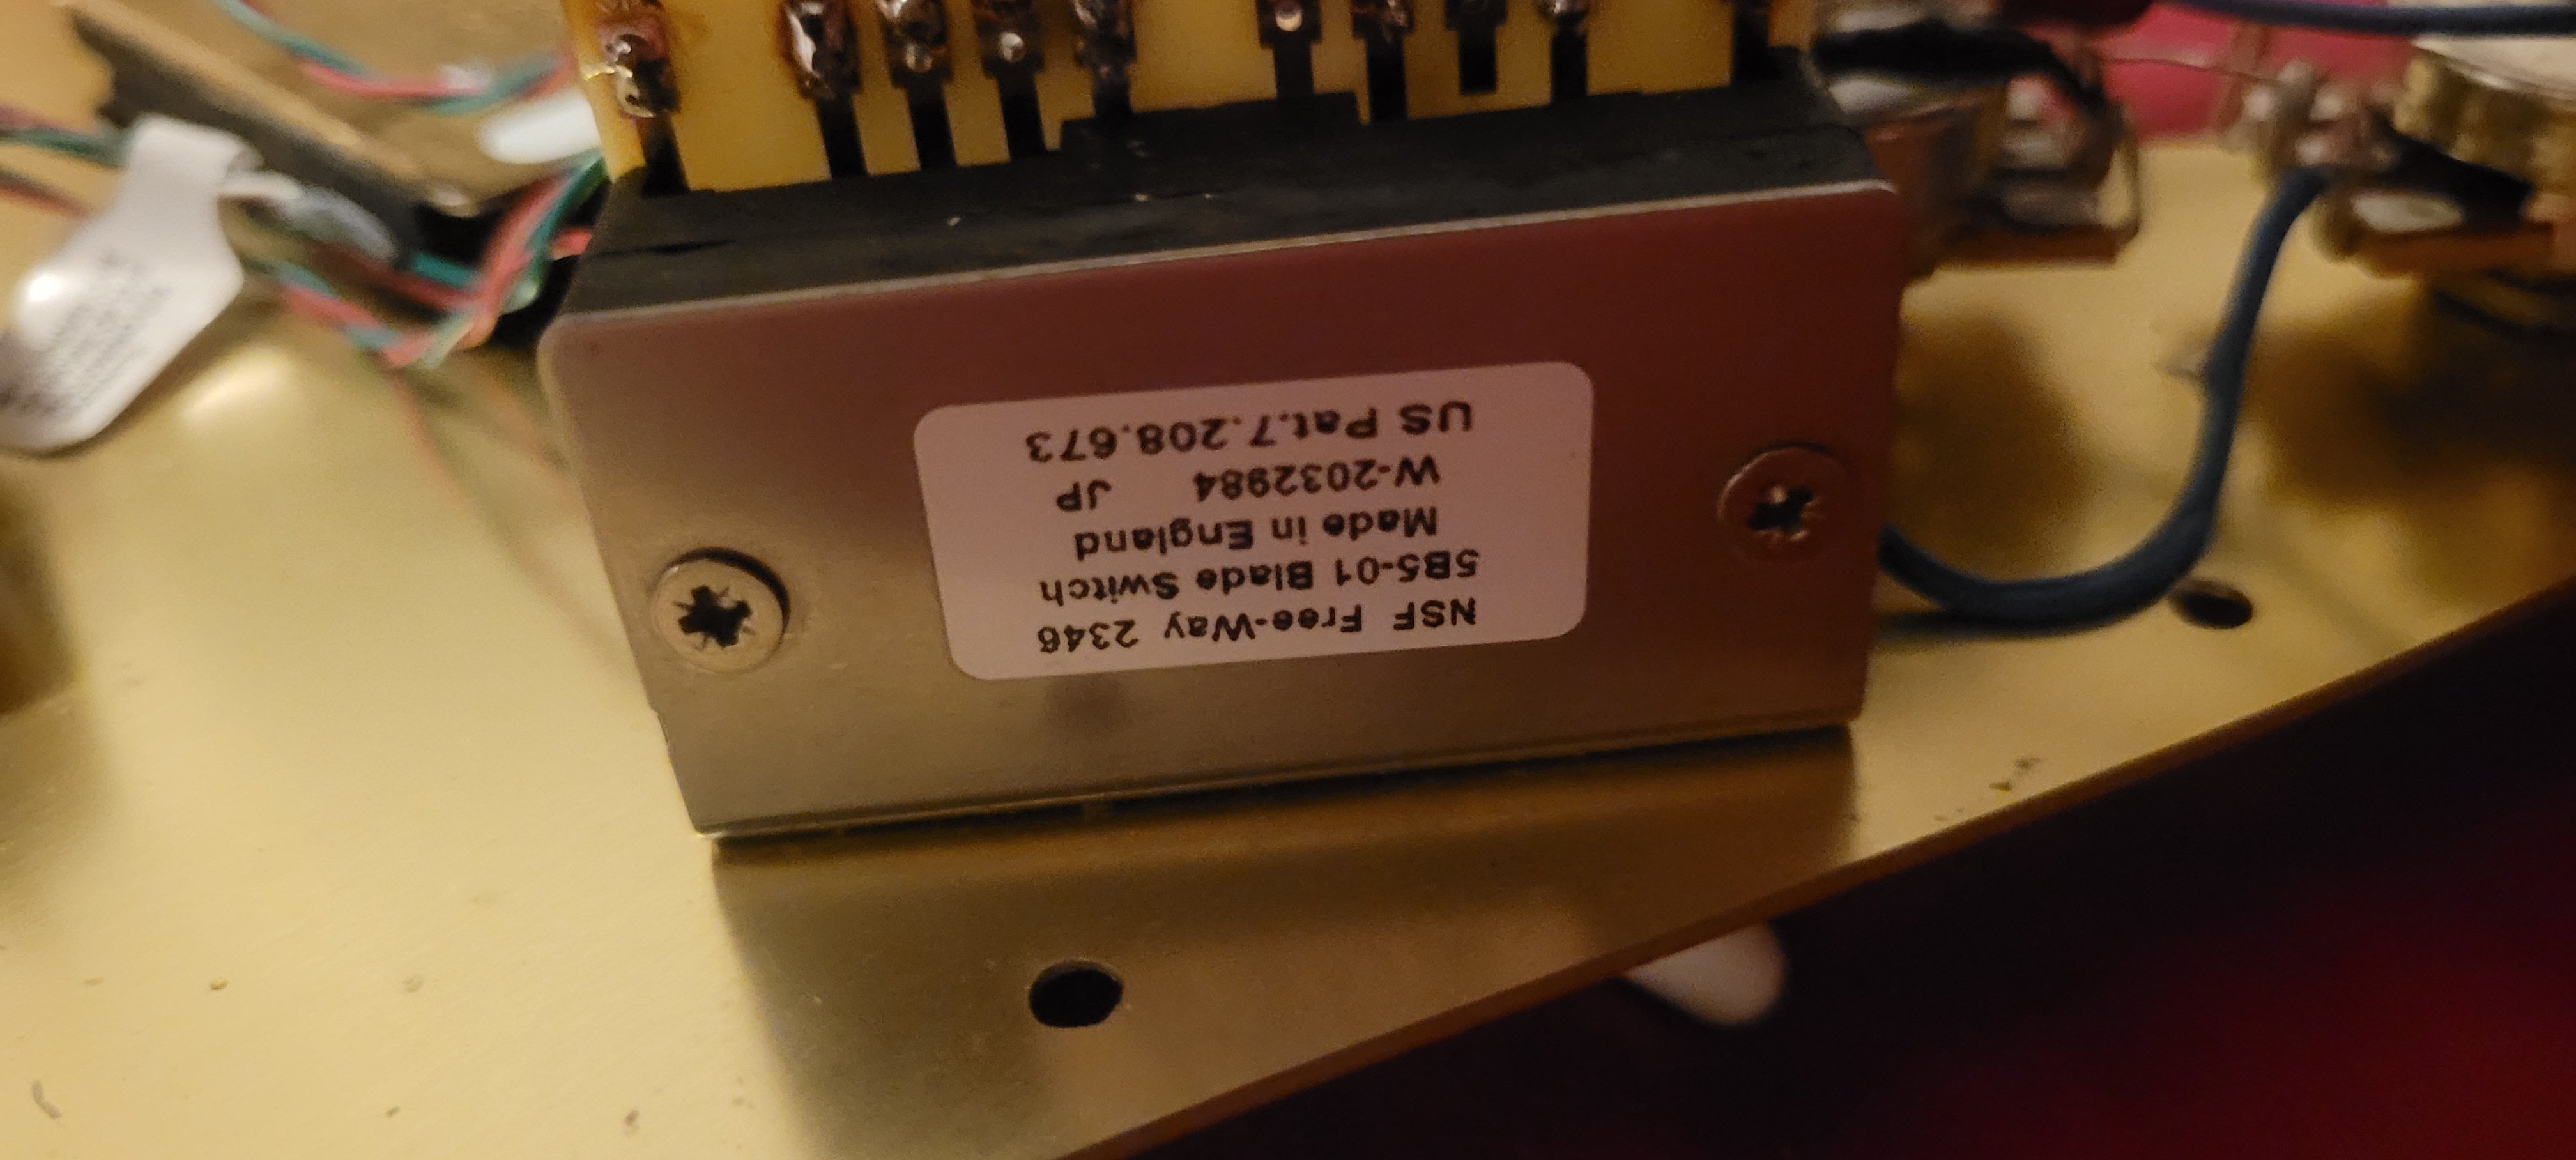 NSF Free-Way 2346
5B5-01 Blade Switch
Made in England
W-2032984 JP
US Pat.7.208.673